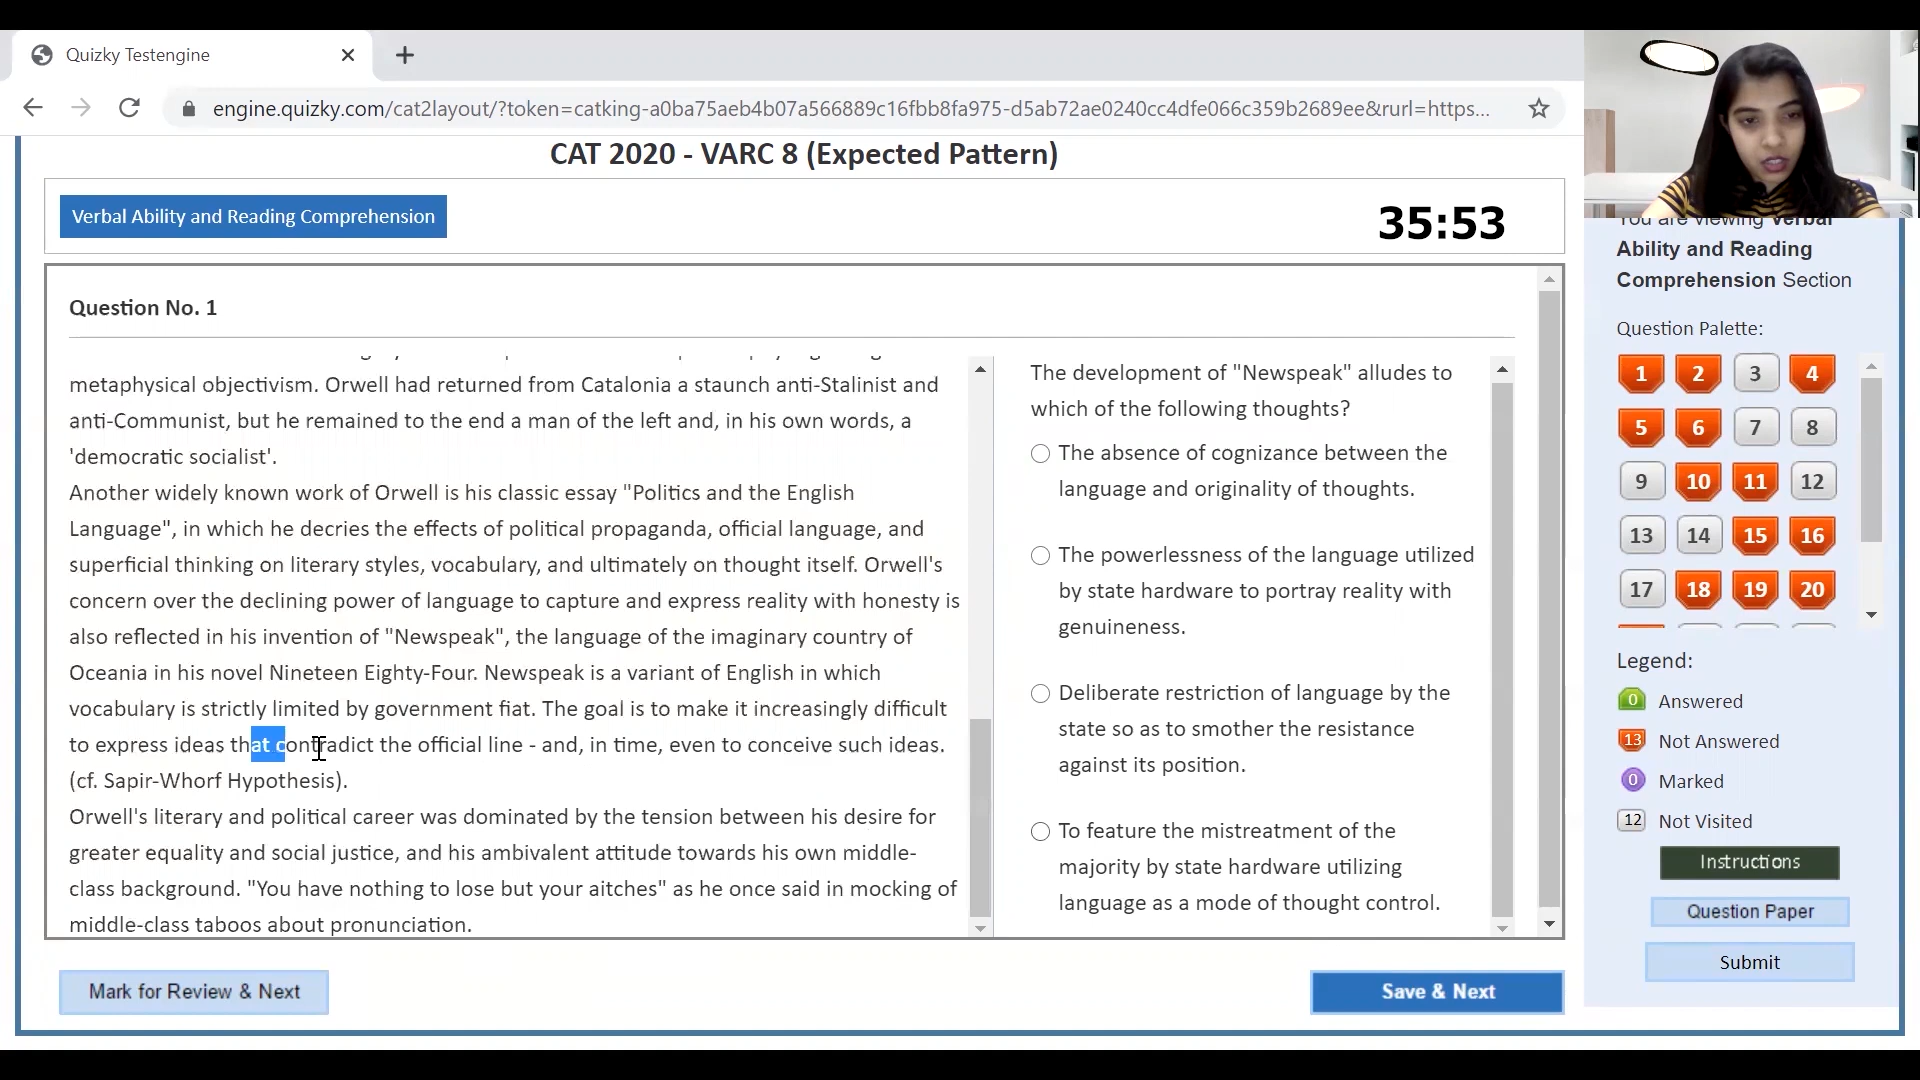 Quizky Testengine
engine.quizky.com/cat2layout/?token=catking-a0ba75aeb4b07a566889c16fbb8fa975-d5ab72ae0240cc4dfe066c359b2689ee&rurl=https...
CAT 2020 - VARC 8 (Expected Pattern)
Verbal Ability and Reading Comprehension
35:53
Question No. 1
metaphysical objectivism. Orwell had returned from Catalonia a staunch anti-Stalinist and
anti-Communist, but he remained to the end a man of the left and, in his own words, a
'democratic socialist'.
Another widely known work of Orwell is his classic essay "Politics and the English
Language", in which he decries the effects of political propaganda, official language, and
superficial thinking on literary styles, vocabulary, and ultimately on thought itself. Orwell's
concern over the declining power of language to capture and express reality with honesty is
also reflected in his invention of "Newspeak", the language of the imaginary country of
Oceania in his novel Nineteen Eighty-Four. Newspeak is a variant of English in which
vocabulary is strictly limited by government fiat. The goal is to make it increasingly difficult
to express ideas that contradict the official line - and, in time, even to conceive such ideas.
(cf. Sapir-Whorf Hypothesis).
Orwell's literary and political career was dominated by the tension between his desire for
greater equality and social justice, and his ambivalent attitude towards his own middle-
class background. "You have nothing to lose but your aitches" as he once said in mocking of
middle-class taboos about pronunciation.
The development of "Newspeak" alludes to
which of the following thoughts?
The absence of cognizance between the
language and originality of thoughts.
The powerlessness of the language utilized
by state hardware to portray reality with
genuineness.
Deliberate restriction of language by the
state so as to smother the resistance
against its position.
To feature the mistreatment of the
majority by state hardware utilizing
language as a mode of thought control.
Mark for Review & Next
Save & Next
You are viewing Verbal
Ability and Reading
Comprehension Section
Question Palette:
1 2 3 4
5 6 7 8
9 10 11 12
13 14 15 16
17 18 19 20
Legend:
0 Answered
13 Not Answered
0 Marked
12 Not Visited
Instructions
Question Paper
Submit